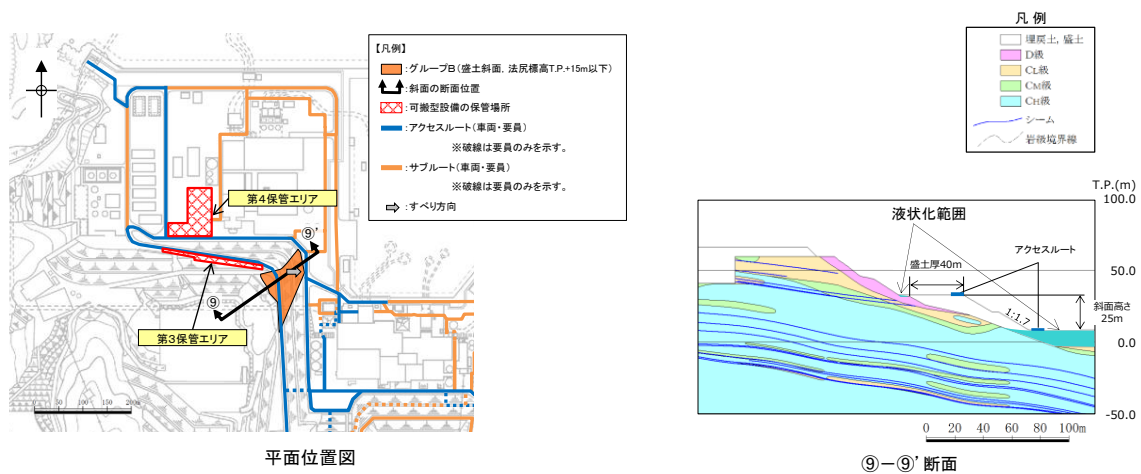 【凡例】
:グループB(盛土斜面, 法尻標高T.P.+15m以下)
:斜面の断面位置
:可搬型設備の保管場所
:アクセスルート(車両・要員)
※破線は要員のみを示す。
:サブルート(車両・要員)
※破線は要員のみを示す。
:すべり方向
第4保管エリア
⑨'
⑨
第3保管エリア
0 50 100 150 200m
平面位置図
凡 例
埋戻土, 盛土
D級
CL級
CM級
CH級
シーム
岩級境界線
T.P.(m)
100.0
液状化範囲
アクセスルート
盛土厚40m
50.0
斜面高さ
25m
1:1.7
0.0
-50.0
0 20 40 60 80 100m
⑨-⑨'断面